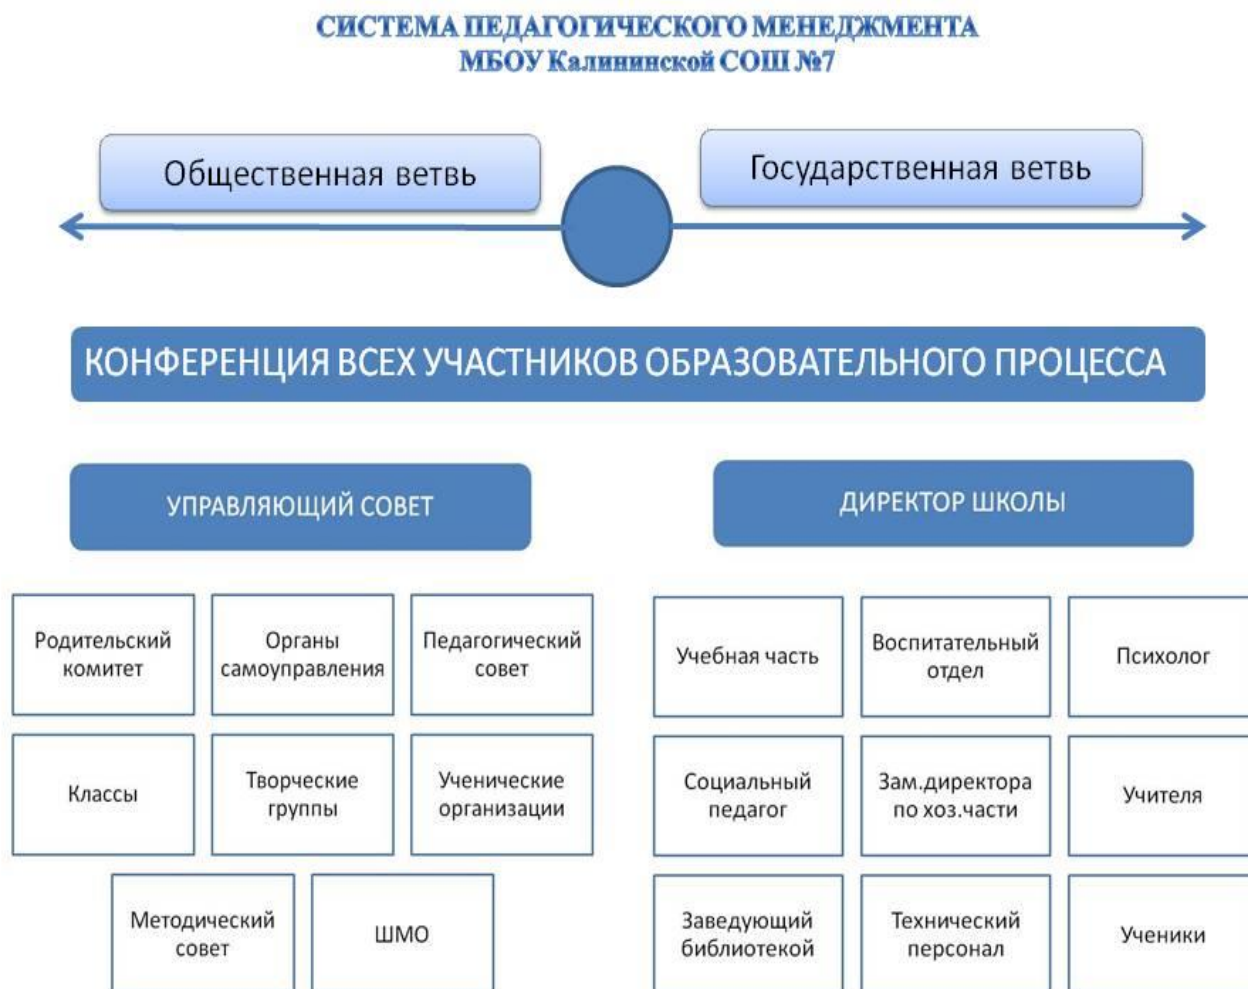 СИСТЕМА ПЕДАГОГИЧЕСКОГО МЕНЕДЖМЕНТА
МБОУ Калининской СОШ №7
Общественная ветвь
Государственная ветвь
КОНФЕРЕНЦИЯ ВСЕХ УЧАСТНИКОВ ОБРАЗОВАТЕЛЬНОГО ПРОЦЕССА
УПРАВЛЯЮЩИЙ СОВЕТ
Родительский
комитет
Органы
самоуправления
Педагогический
совет
Классы
Творческие
группы
Ученические
организации
Методический
совет
ШМО
ДИРЕКТОР ШКОЛЫ
Учебная часть
Воспитательный
отдел
Психолог
Социальный
педагог
Зам.директора
по хоз.части
Учителя
Заведующий
библиотекой
Технический
персонал
Ученики